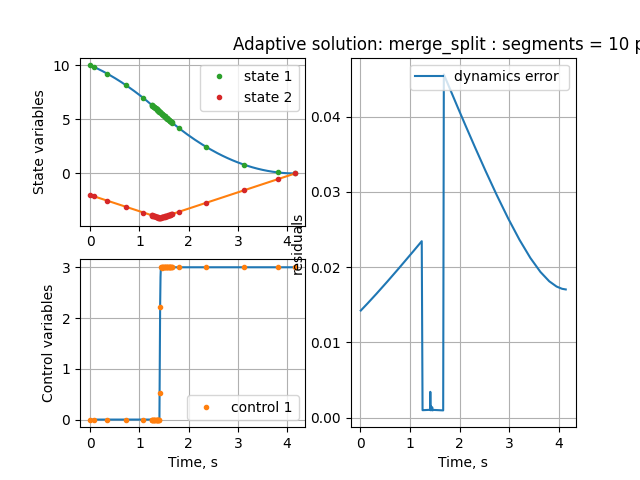 Adaptive solution: merge_split : segments = 10 p
10
5
0
State variables
state 1
state 2
0
1
2
3
4
3
2
1
0
Control variables
control 1
0
1
2
3
4
Time, s
residuals
0.04
0.03
0.02
0.01
0.00
dynamics error
0
1
2
3
4
Time, s